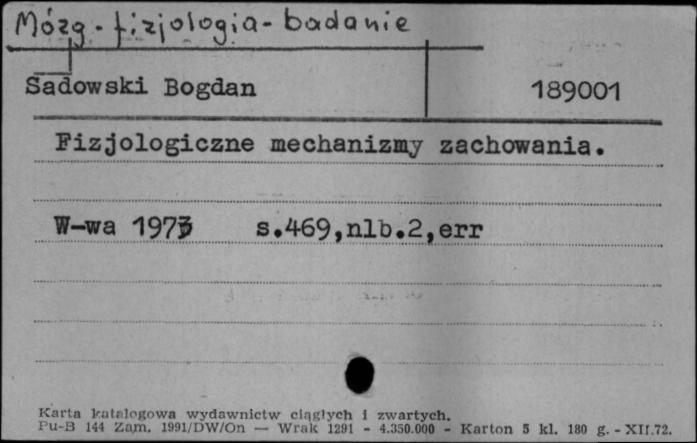 Mózg - fizjologia - badanie
Sadowski Bogdan 189001
Fizjologiczne mechanizmy zachowania.
W-wa 1973 s.469,nlb.2,err
Karta katalogowa wydawnictw ciągłych i zwartych.
Pu-B 144 Zam. 1991/DW/On — Wrak 1291 - 4.350.000 - Karton 5 kl. 180 g. - XII.72.